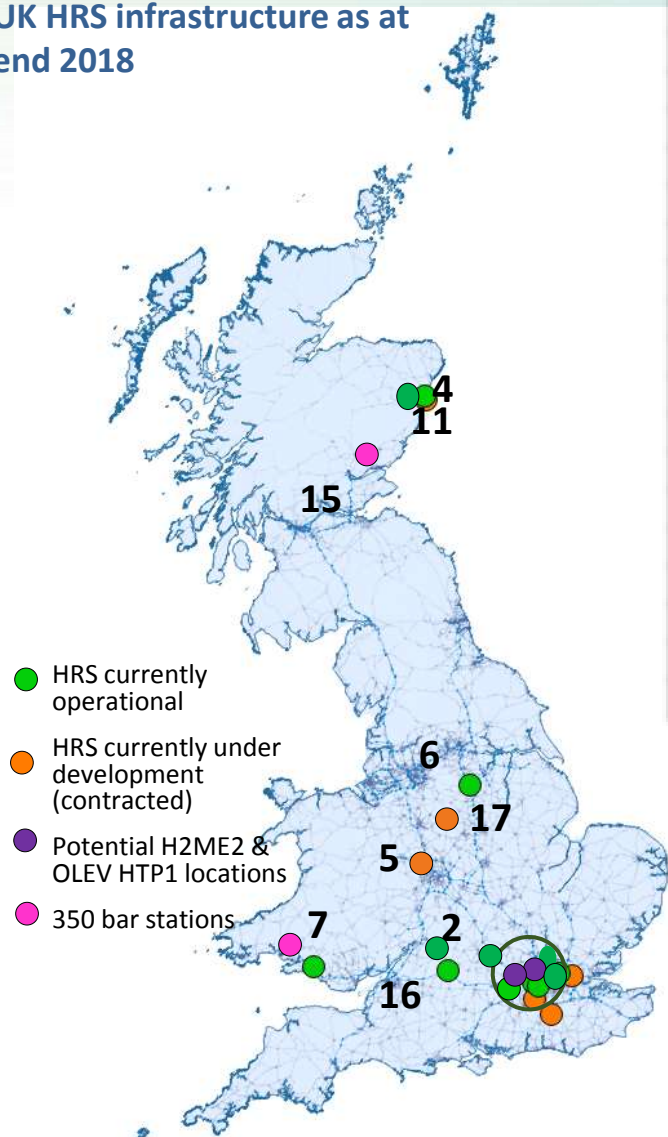 UK HRS infrastructure as at
end 2018
4
11
15
HRS currently
operational
HRS currently under
development
(contracted)
Potential H2ME2 &
OLEV HTP1 locations
350 bar stations
6
17
5
7
2
16